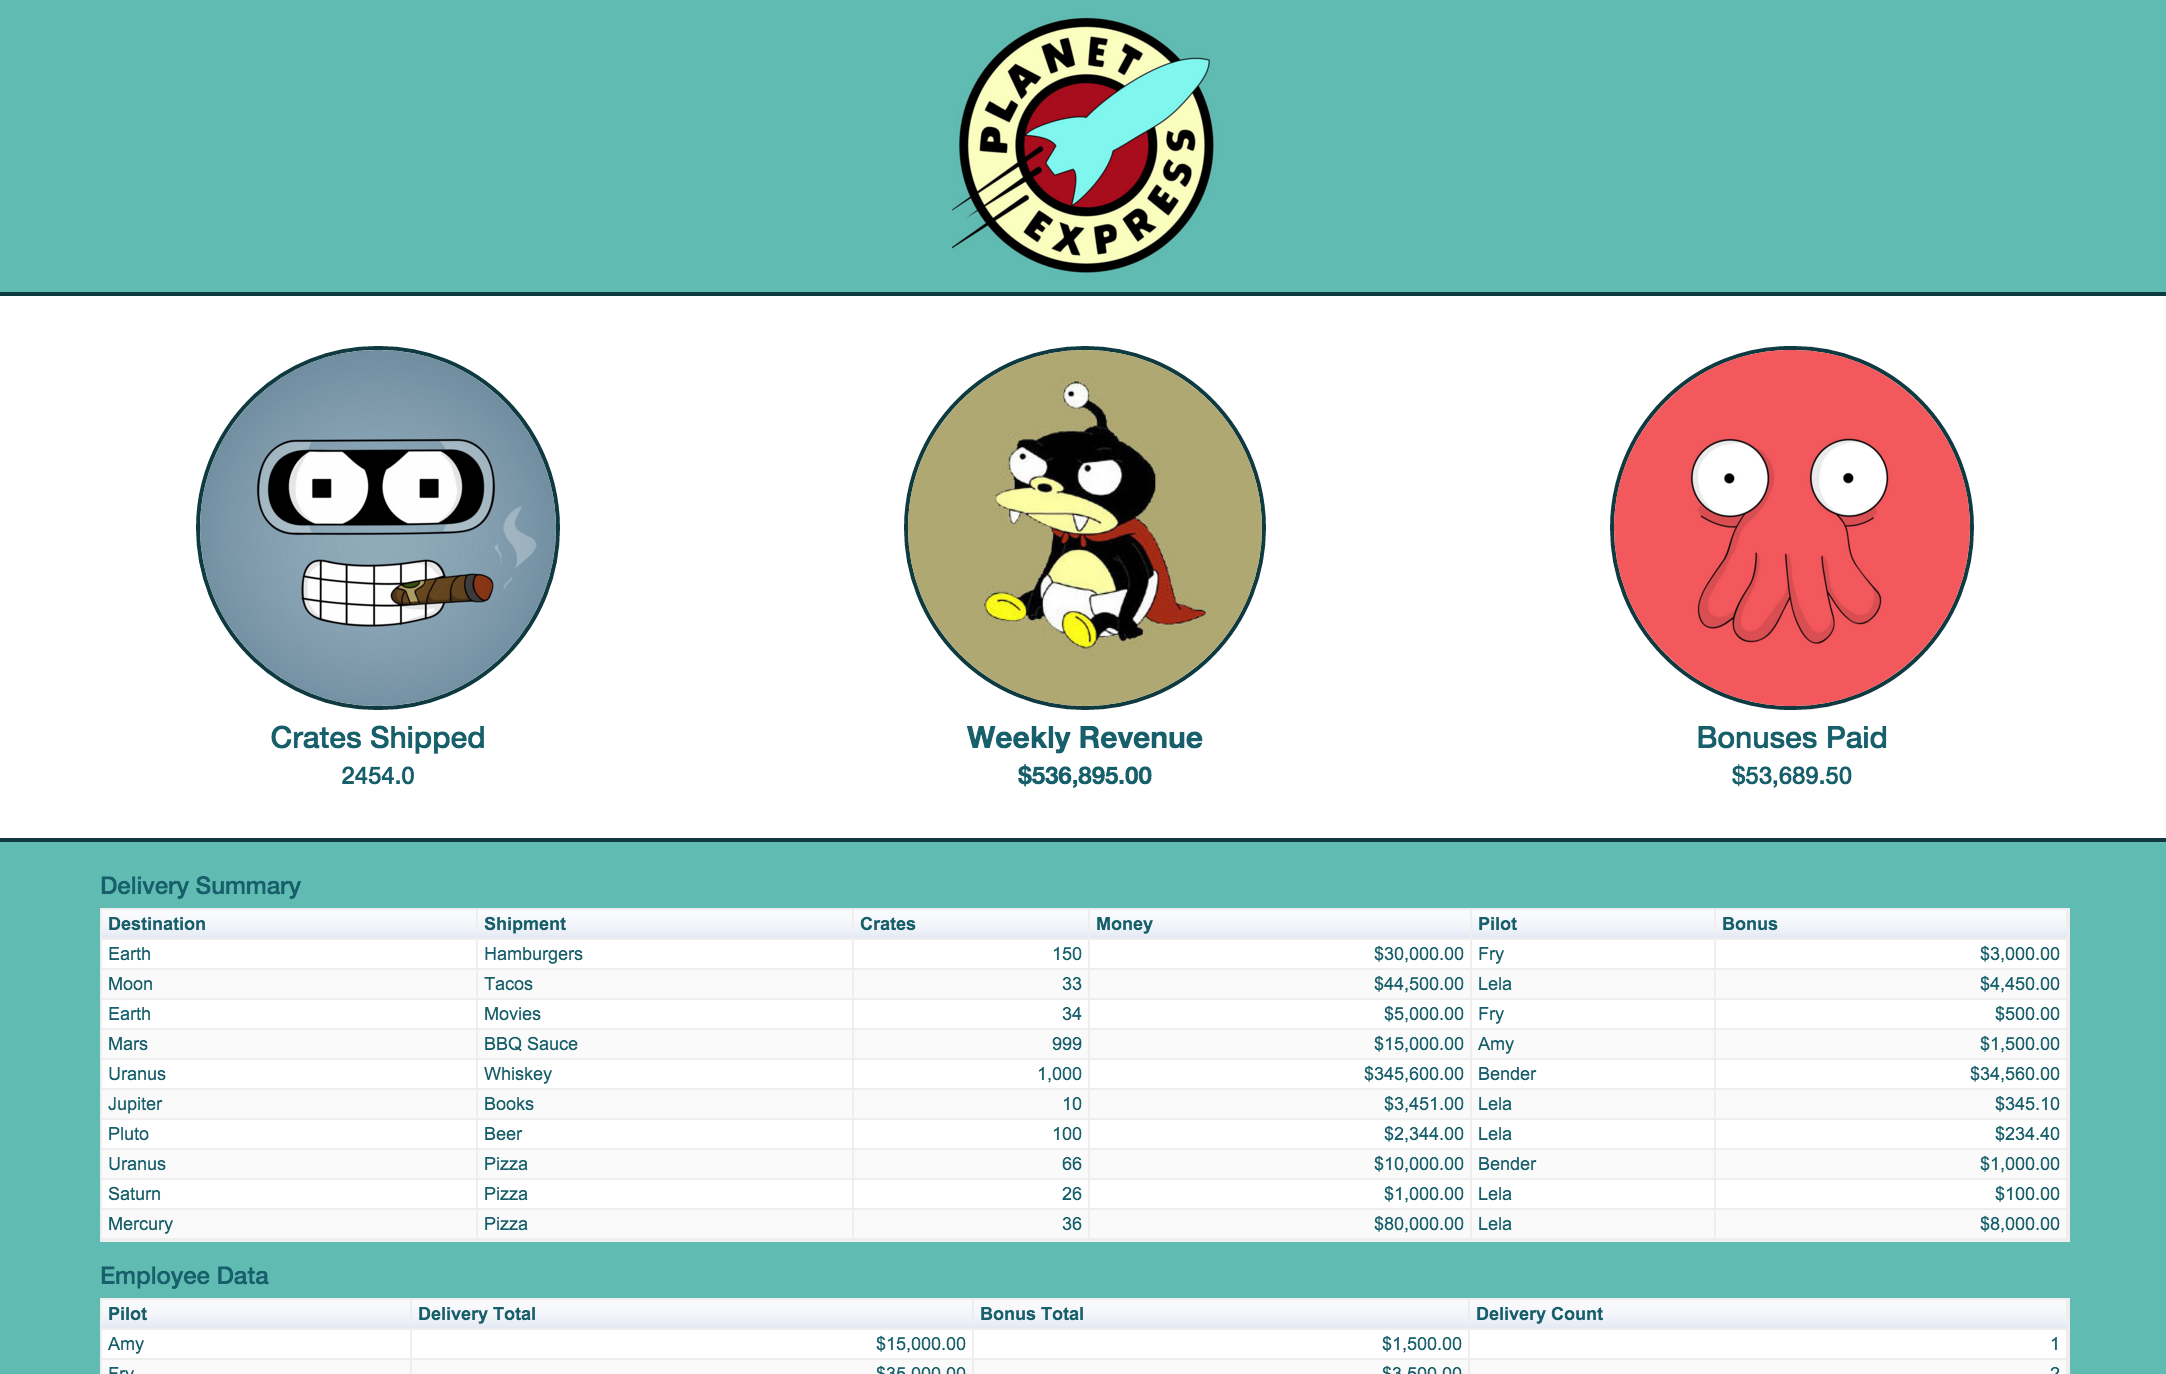 PLANET
EXPRESS
Crates Shipped
2454.0
Weekly Revenue
$536,895.00
Bonuses Paid
$53,689.50
Delivery Summary
Destination Shipment Crates Money Pilot Bonus
Earth Hamburgers 150 $30,000.00 Fry $3,000.00
Moon Tacos 33 $44,500.00 Lela $4,450.00
Earth Movies 34 $5,000.00 Fry $500.00
Mars BBQ Sauce 999 $15,000.00 Amy $1,500.00
Uranus Whiskey 1,000 $345,600.00 Bender $34,560.00
Jupiter Books 10 $3,451.00 Lela $345.10
Pluto Beer 100 $2,344.00 Lela $234.40
Uranus Pizza 66 $10,000.00 Bender $1,000.00
Saturn Pizza 26 $1,000.00 Lela $100.00
Mercury Pizza 36 $80,000.00 Lela $8,000.00
Employee Data
Pilot Delivery Total Bonus Total Delivery Count
Amy $15,000.00 $1,500.00 1
Fry $35,000.00 $3,500.00 2